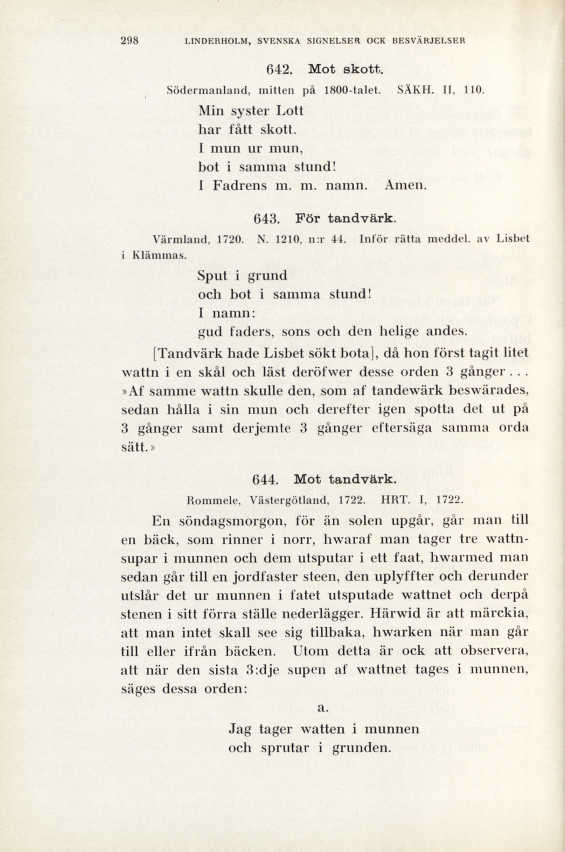 298 LINDERHOLM, SVENSKA SIGNELSER OCK BESVÄRJELSER
642. Mot skott.
Södermanland, mitten på 1800-talet. SÄKH. II, 110.
Min syster Lott
har fått skott.
I mun ur mun,
bot i samma stund!
I Fadrens m. m. namn. Amen.
643. För tandvärk.
Värmland, 1720. N. 1210, n:r 44. Inför rätta meddel. av Lisbet
i Klämmas.
Sput i grund
och bot i samma stund!
I namn:
gud faders, sons och den helige andes.
[Tandvärk hade Lisbet sökt bota], då hon först tagit litet
wattn i en skål och läst deröfwer desse orden 3 gånger . . .
»Af samme wattn skulle den, som af tandewärk beswärades,
sedan hålla i sin mun och derefter igen spotta det ut på
3 gånger samt derjemte 3 gånger eftersäga samma orda
sätt.»
644. Mot tandvärk.
Rommele, Västergötland, 1722. HRT. I, 1722.
En söndagsmorgon, för än solen upgår, går man till
en bäck, som rinner i norr, hwaraf man tager tre wattn-
supar i munnen och dem utsputar i ett faat, hwarmed man
sedan går till en jordfaster steen, den uplyffter och derunder
utslår det ur munnen i fatet utsputade wattnet och derpå
stenen i sitt förra ställe nederlägger. Härwid är att märckia,
att man intet skall see sig tillbaka, hwarken när man går
till eller ifrån bäcken. Utom detta är ock att observera,
att när den sista 3:dje supen af wattnet tages i munnen,
säges dessa orden:
a.
Jag tager watten i munnen
och sprutar i grunden.